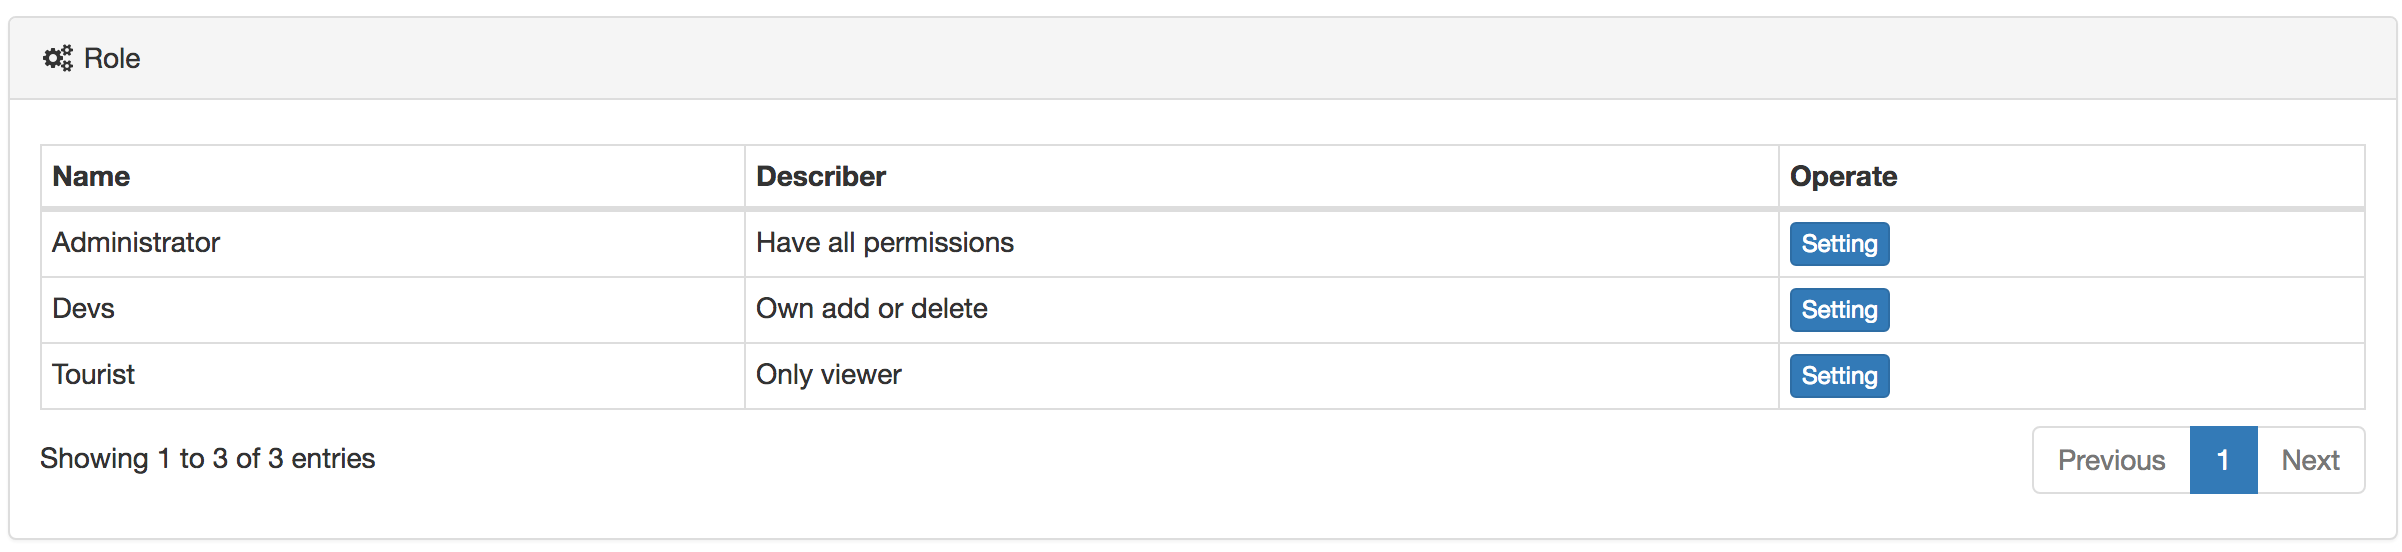 Role
Name Describer Operate
Administrator Have all permissions Setting
Devs Own add or delete Setting
Tourist Only viewer Setting
Showing 1 to 3 of 3 entries Previous 1 Next